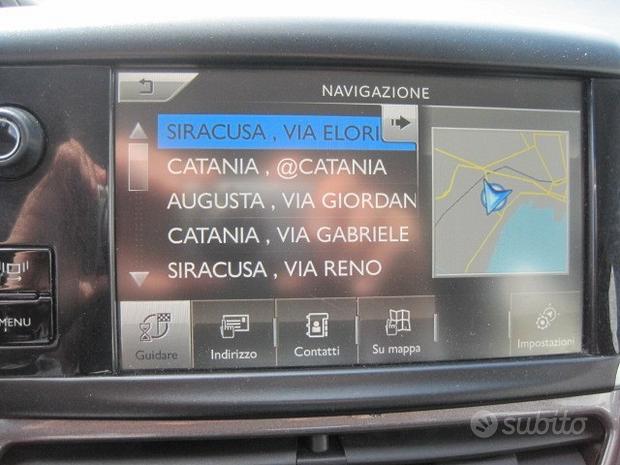 NAVIGAZIONE
SIRACUSA , VIA ELORI
CATANIA , @CATANIA
AUGUSTA , VIA GIORDAN
CATANIA , VIA GABRIELE
SIRACUSA , VIA RENO
MENU
Guidare
Indirizzo
Contatti
Su mappa
Impostazioni
subito